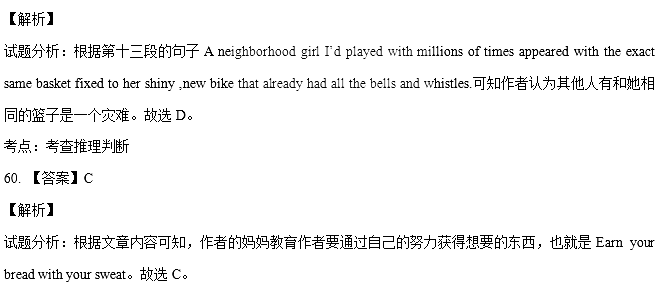 【解析】
试题分析：根据第十三段的句子 A neighborhood girl I’d played with millions of times appeared with the exact
same basket fixed to her shiny ,new bike that already had all the bells and whistles.可知作者认为其他人有和她相
同的篮子是一个灾难。故选 D。
考点：考查推理判断
60. 【答案】C
【解析】
试题分析：根据文章内容可知，作者的妈妈教育作者要通过自己的努力获得想要的东西，也就是 Earn your
bread with your sweat。故选 C。